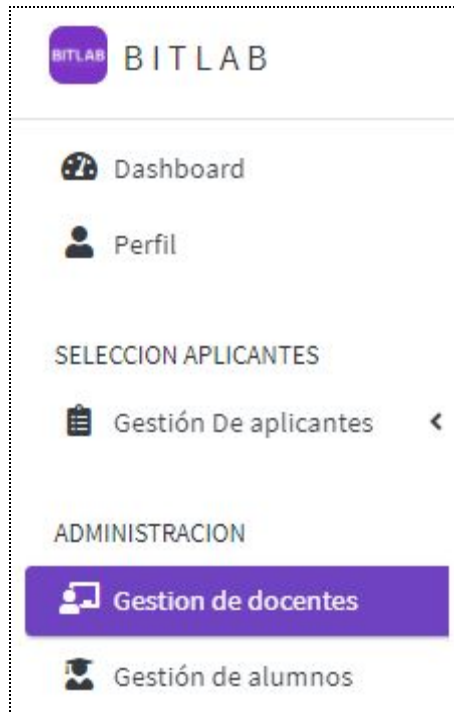 BITLAB BITLAB
Dashboard
Perfil
SELECCION APLICANTES
Gestión De aplicantes
ADMINISTRACION
Gestion de docentes
Gestión de alumnos